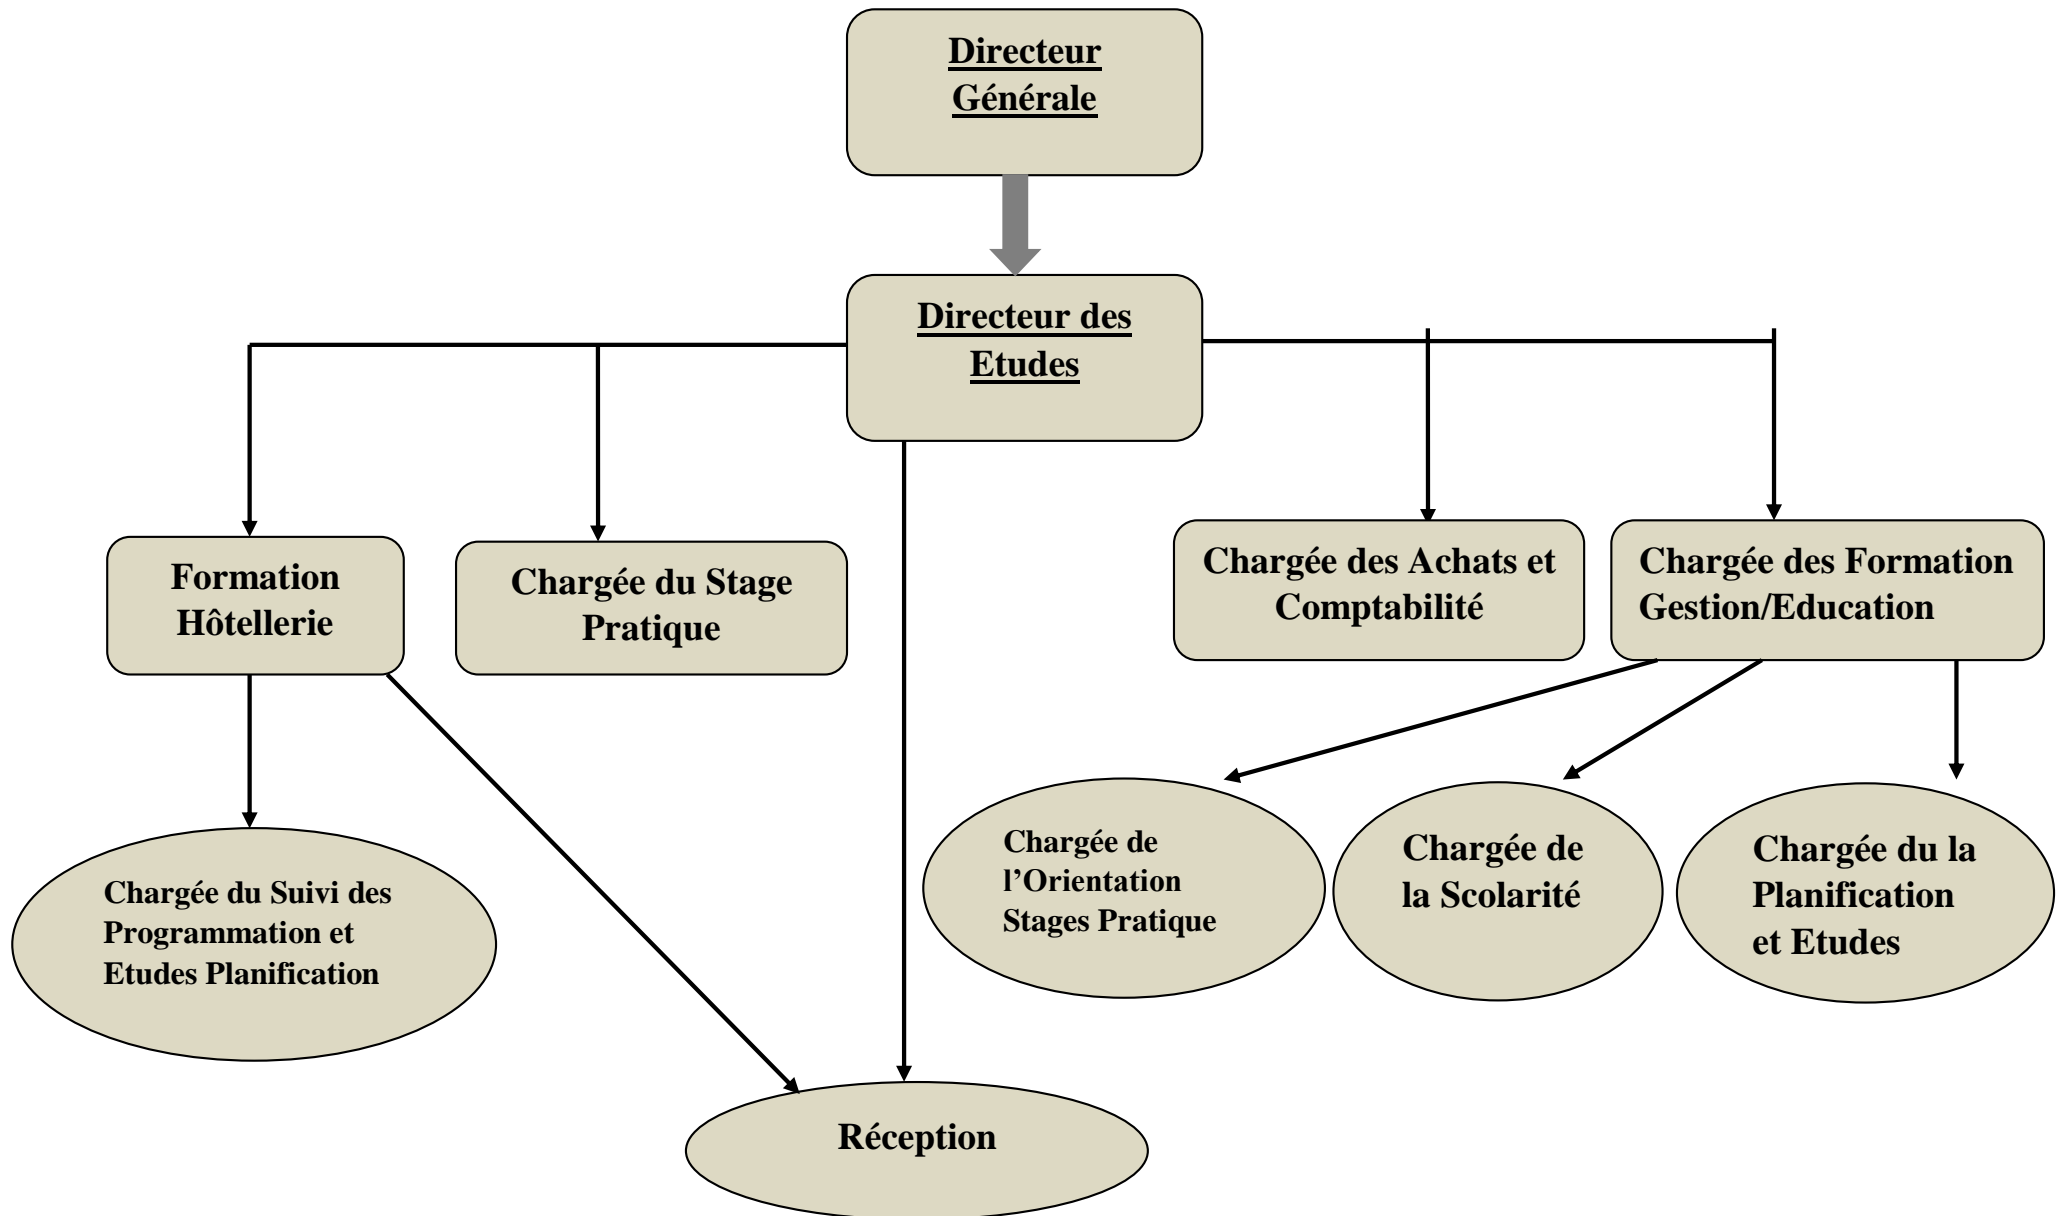 Directeur
Générale
Directeur des
Etudes
Formation
Hôtellerie
Chargée du Stage
Pratique
Chargée des Achats et
Comptabilité
Chargée des Formation
Gestion/Education
Chargée du Suivi des
Programmation et
Etudes Planification
Chargée de
l’Orientation
Stages Pratique
Chargée de
la Scolarité
Chargée du la
Planification
et Etudes
Réception